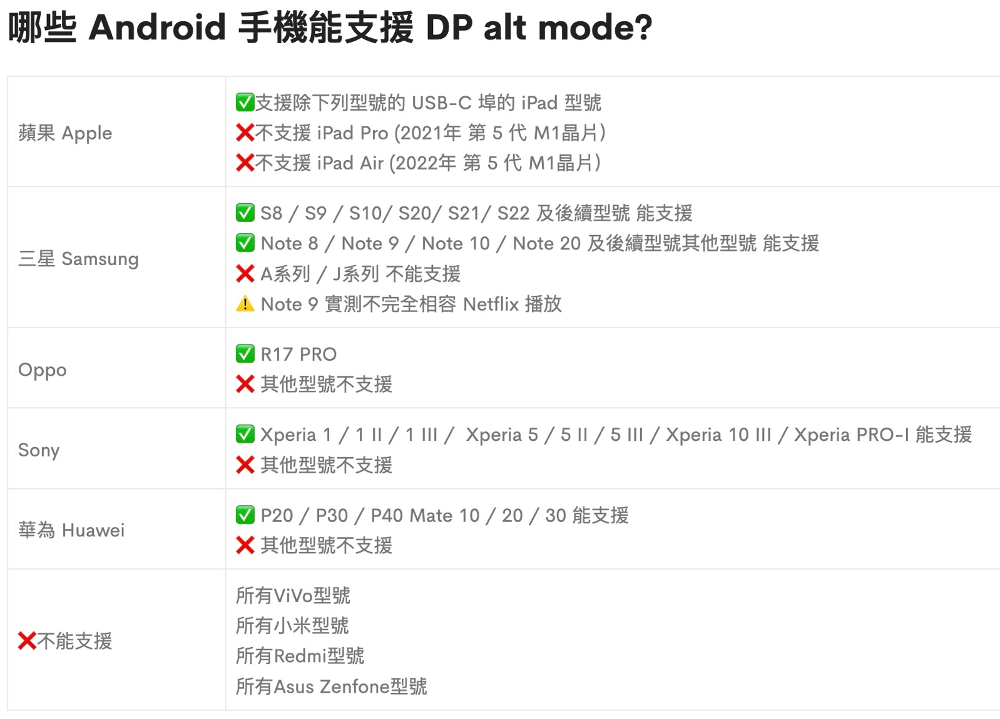 哪些 Android 手機能支援 DP alt mode?
蘋果 Apple
✅支援除下列型號的 USB-C 埠的 iPad 型號
❌不支援 iPad Pro (2021年 第 5 代 M1晶片)
❌不支援 iPad Air (2022年 第 5 代 M1晶片)
三星 Samsung
✅ S8 / S9 / S10/ S20/ S21/ S22 及後續型號 能支援
✅ Note 8 / Note 9 / Note 10 / Note 20 及後續型號其他型號 能支援
❌ A系列 / J系列 不能支援
⚠️ Note 9 實測不完全相容 Netflix 播放
Oppo
✅ R17 PRO
❌ 其他型號不支援
Sony
✅ Xperia 1 / 1 II / 1 III /  Xperia 5 / 5 II / 5 III / Xperia 10 III / Xperia PRO-I 能支援
❌ 其他型號不支援
華為 Huawei
✅ P20 / P30 / P40 Mate 10 / 20 / 30 能支援
❌ 其他型號不支援
❌不能支援
所有ViVo型號
所有小米型號
所有Redmi型號
所有Asus Zenfone型號